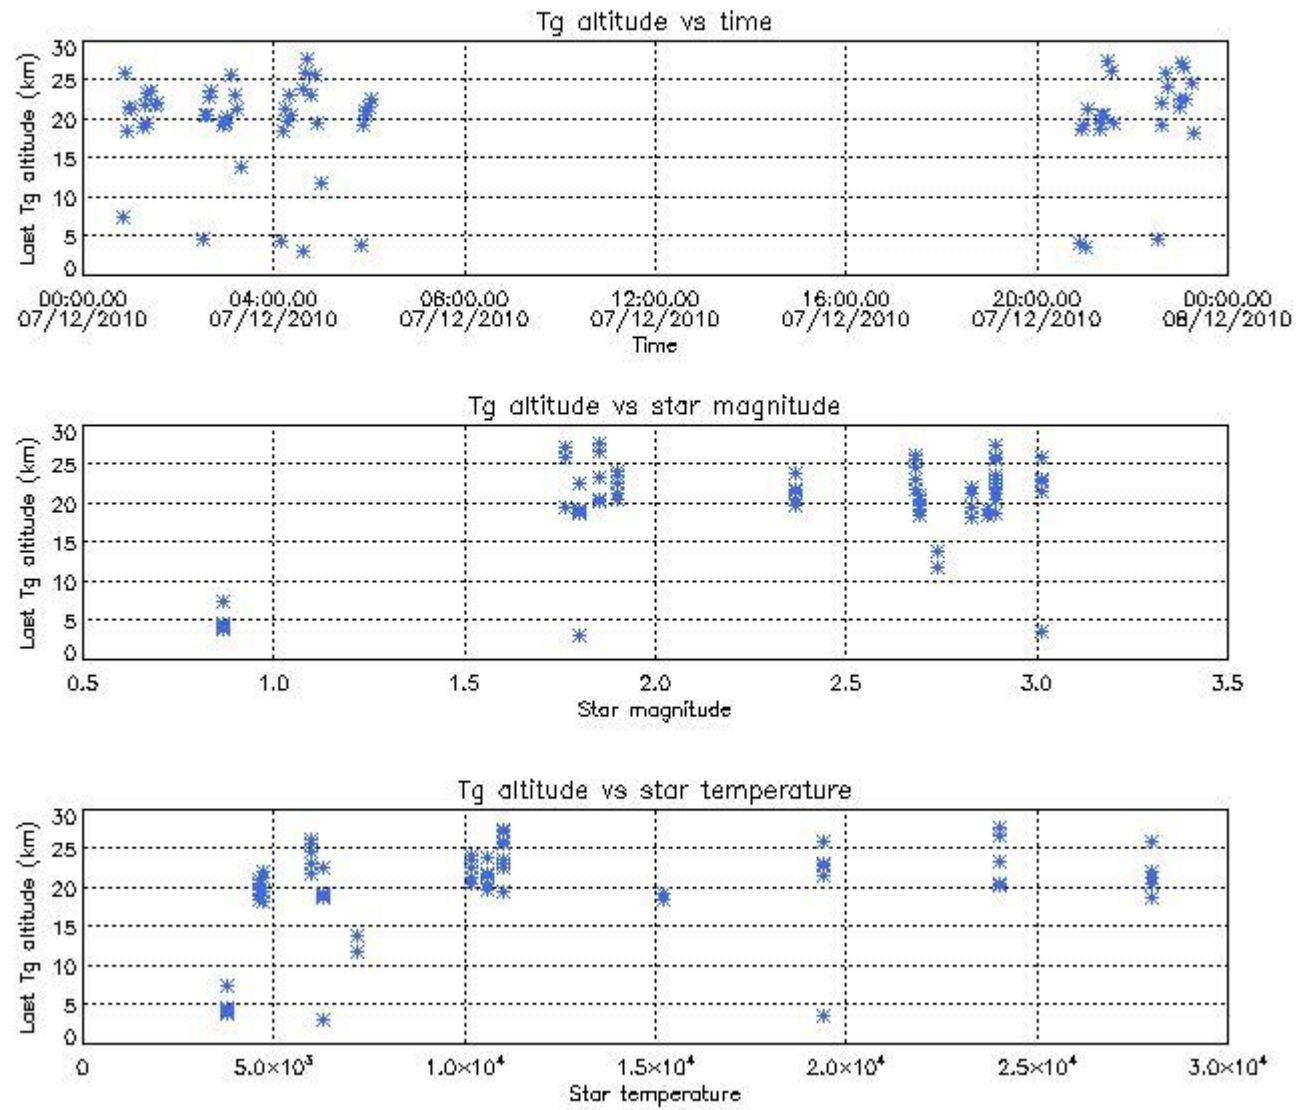 Tg altitude vs time
Last Tg altitude (km)
30
25
20
15
10
5
0
00:00.00 04:00.00 08:00.00 12:00.00 16:00.00 20:00.00 00:00.00
07/12/2010 07/12/2010 07/12/2010 07/12/2010 07/12/2010 07/12/2010 08/12/2010
Time
Tg altitude vs star magnitude
Last Tg altitude (km)
30
25
20
15
10
5
0
0.5 1.0 1.5 2.0 2.5 3.0 3.5
Star magnitude
Tg altitude vs star temperature
Last Tg altitude (km)
30
25
20
15
10
5
0
0 5.0×10³ 1.0×10⁴ 1.5×10⁴ 2.0×10⁴ 2.5×10⁴ 3.0×10⁴
Star temperature